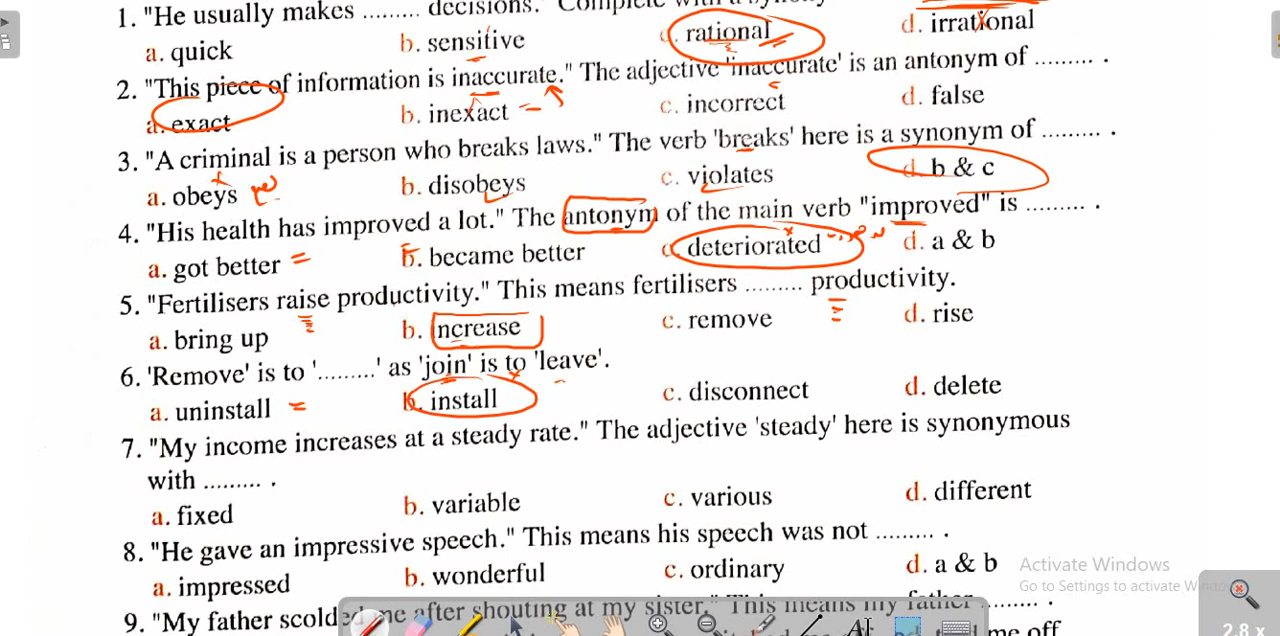 1. "He usually makes ......... decisions."
a. quick b. sensitive c. rational d. irrational
2. "This piece of information is inaccurate." The adjective 'inaccurate' is an antonym of ......... .
a. exact b. inexact c. incorrect d. false
3. "A criminal is a person who breaks laws." The verb 'breaks' here is a synonym of ......... .
a. obeys b. disobeys c. violates d. b & c
4. "His health has improved a lot." The antonym of the main verb "improved" is ......... .
a. got better b. became better c. deteriorated d. a & b
5. "Fertilisers raise productivity." This means fertilisers ......... productivity.
a. bring up b. increase c. remove d. rise
6. 'Remove' is to '.........' as 'join' is to 'leave'.
a. uninstall b. install c. disconnect d. delete
7. "My income increases at a steady rate." The adjective 'steady' here is synonymous
with ......... .
a. fixed b. variable c. various d. different
8. "He gave an impressive speech." This means his speech was not ......... .
a. impressed b. wonderful c. ordinary d. a & b
Activate Windows
Go to Settings to activate
9. "My father scolded me after shouting at my sister." This means my father ......... .
me off
2.8 x